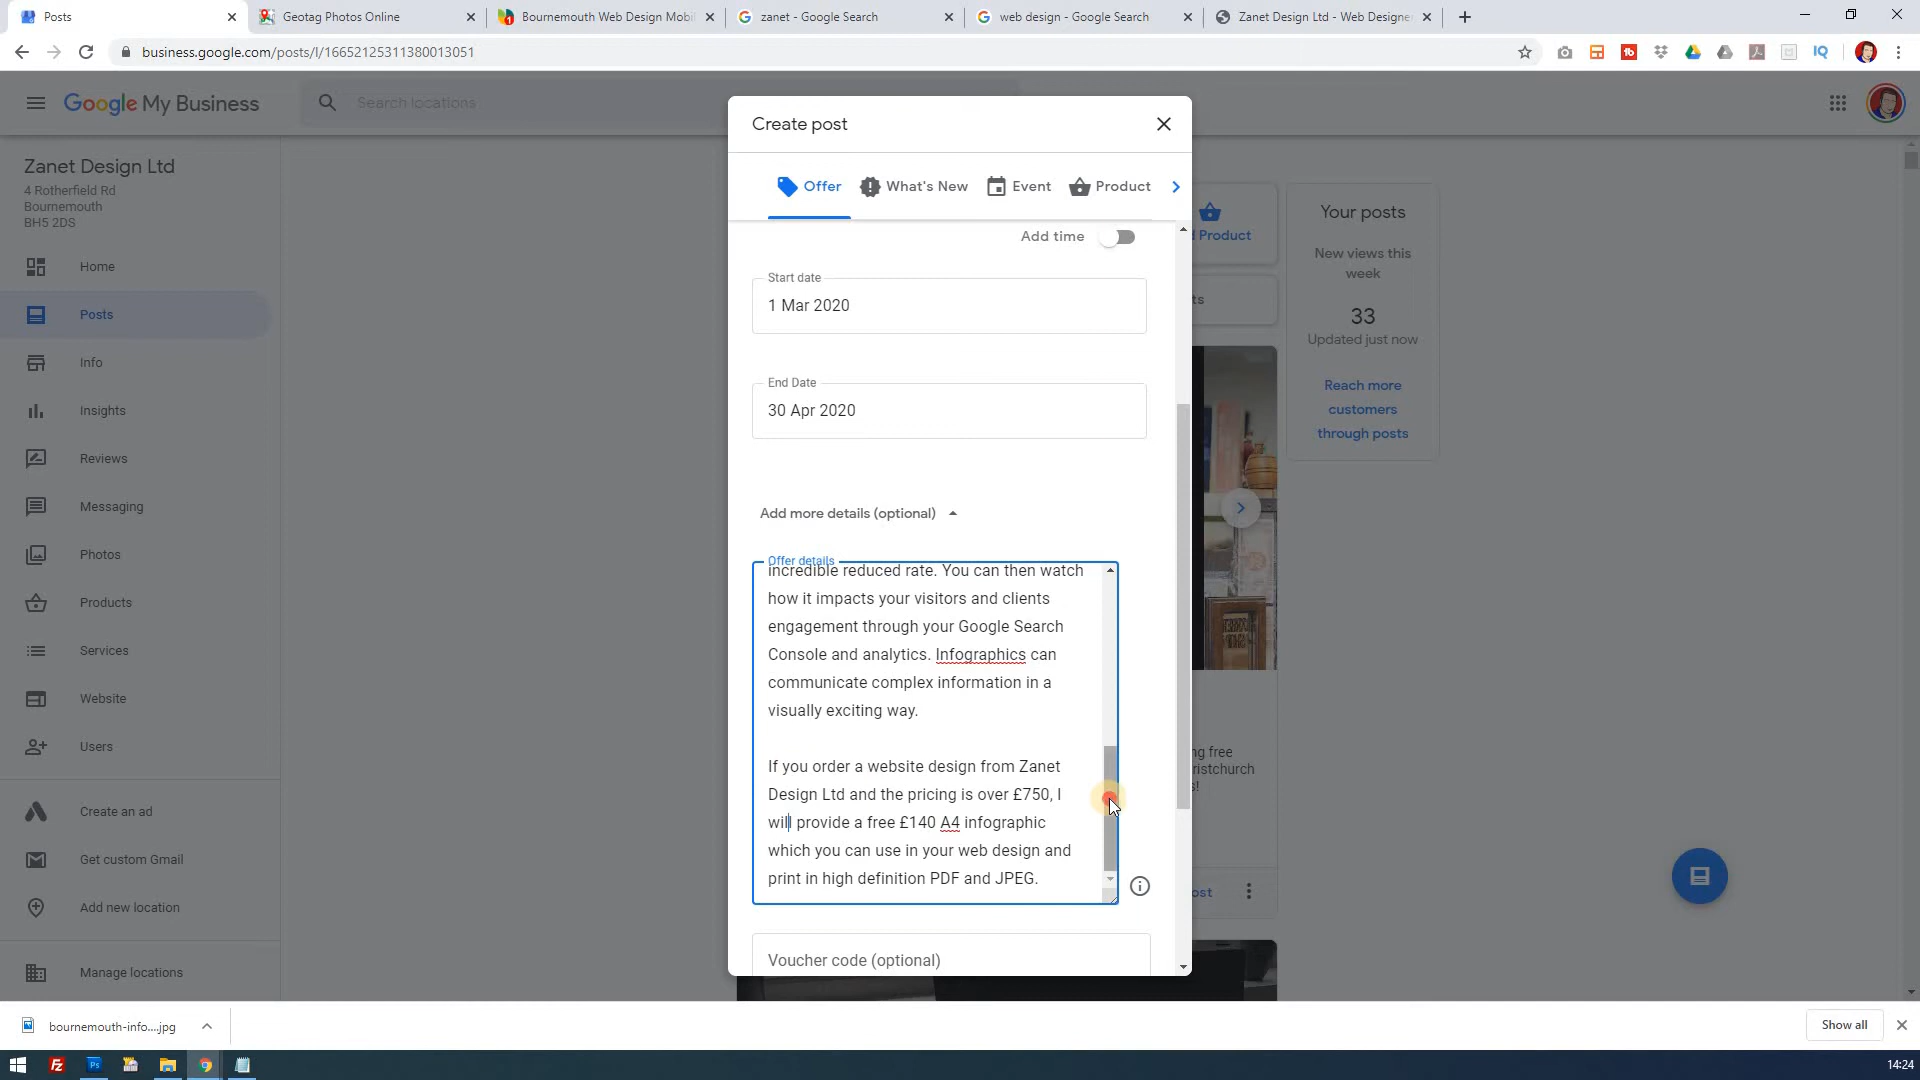 Posts
Geotag Photos Online
Bournemouth Web Design Mobi
zanet - Google Search
web design - Google Search
Zanet Design Ltd - Web Designe
business.google.com/posts/l/16652125311380013051
Google My Business
Search locations
Zanet Design Ltd
4 Rotherfield Rd
Bournemouth
BH5 2DS
Home
Posts
Info
Insights
Reviews
Messaging
Photos
Products
Services
Website
Users
Create an ad
Get custom Gmail
Add new location
Manage locations
Create post
Offer
What's New
Event
Product
Add time
Start date
1 Mar 2020
End Date
30 Apr 2020
Add more details (optional)
Offer details
incredible reduced rate. You can then watch
how it impacts your visitors and clients
engagement through your Google Search
Console and analytics. Infographics can
communicate complex information in a
visually exciting way.
If you order a website design from Zanet
Design Ltd and the pricing is over £750, I
will provide a free £140 A4 infographic
which you can use in your web design and
print in high definition PDF and JPEG.
Voucher code (optional)
d Product
ts
Your posts
New views this
week
33
Updated just now
Reach more
customers
through posts
ng free
ristchurch
s!
ost
bournemouth-info....jpg
Show all
14:24